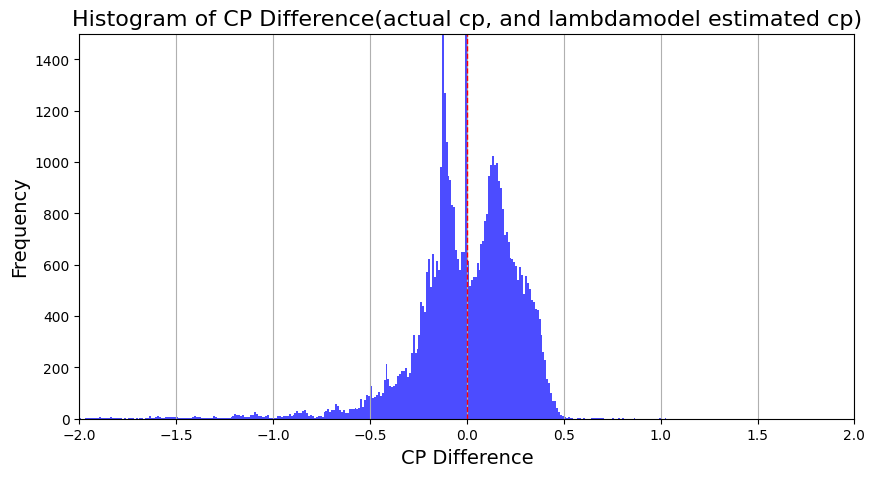 Histogram of CP Difference(actual cp, and lambdamodel estimated cp)
1400
1200
1000
800
600
400
200
0
Frequency
−2.0 −1.5 −1.0 −0.5 0.0 0.5 1.0 1.5 2.0
CP Difference